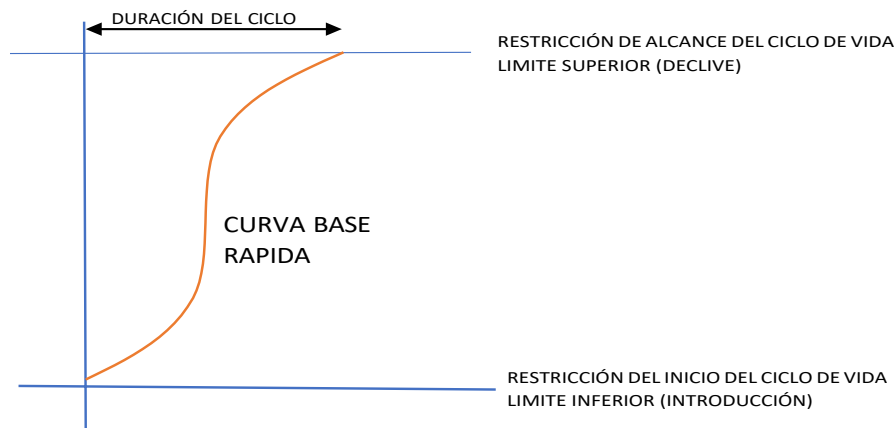 DURACIÓN DEL CICLO
RESTRICCIÓN DE ALCANCE DEL CICLO DE VIDA
LIMITE SUPERIOR (DECLIVE)
CURVA BASE
RAPIDA
RESTRICCIÓN DEL INICIO DEL CICLO DE VIDA
LIMITE INFERIOR (INTRODUCCIÓN)